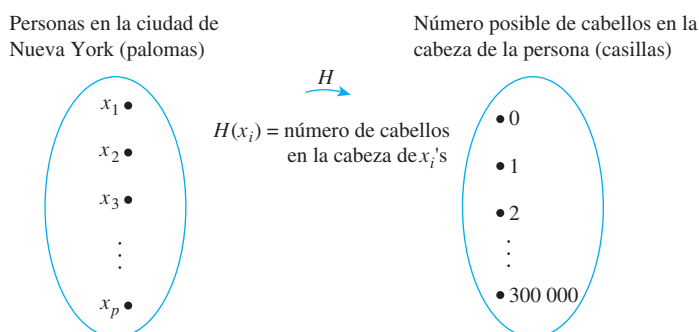 Personas en la ciudad de
Nueva York (palomas)
Número posible de cabellos en la
cabeza de la persona (casillas)
H
H(xᵢ) = número de cabellos
en la cabeza de xᵢ's
x₁
x₂
x₃
. . .
xₚ
0
1
2
. . .
300 000